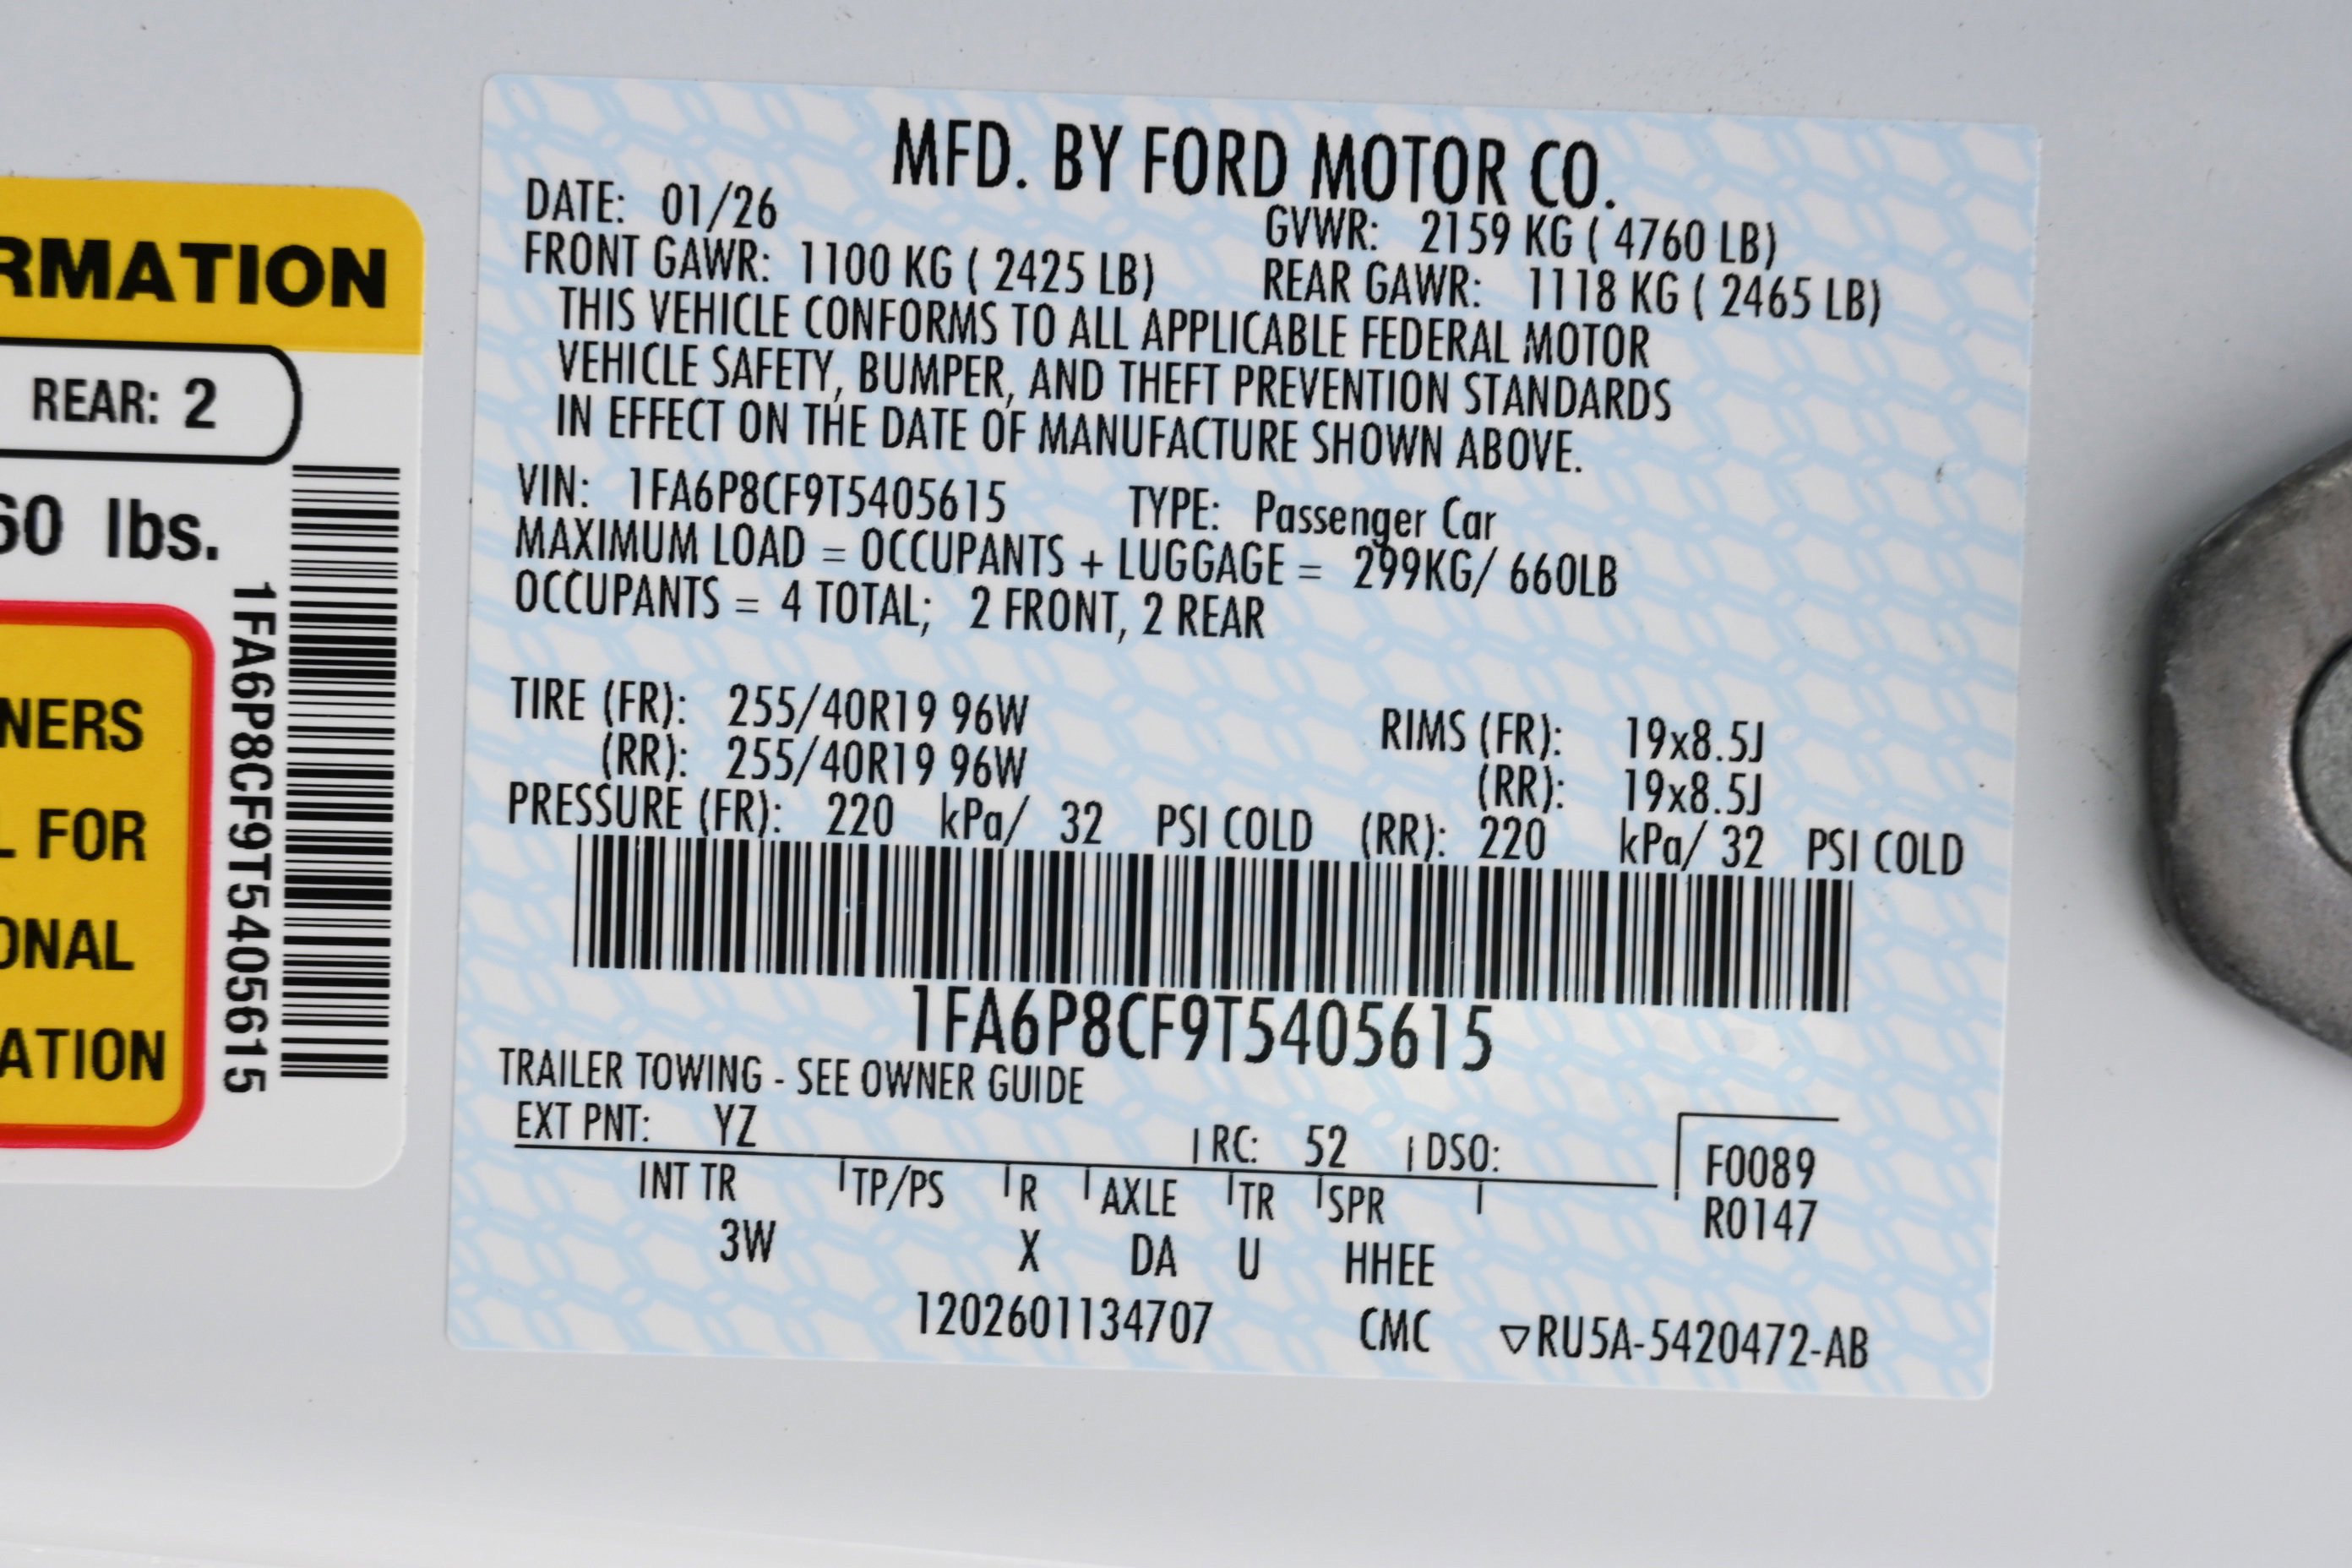 RMATION
REAR: 2
60 lbs.
NERS
L FOR
ONAL
ATION
1FA6P8CF9T5405615
MFD. BY FORD MOTOR CO.
DATE: 01/26
GVWR: 2159 KG ( 4760 LB)
FRONT GAWR: 1100 KG ( 2425 LB) REAR GAWR: 1118 KG ( 2465 LB)
THIS VEHICLE CONFORMS TO ALL APPLICABLE FEDERAL MOTOR
VEHICLE SAFETY, BUMPER, AND THEFT PREVENTION STANDARDS
IN EFFECT ON THE DATE OF MANUFACTURE SHOWN ABOVE.
VIN: 1FA6P8CF9T5405615 TYPE: Passenger Car
MAXIMUM LOAD = OCCUPANTS + LUGGAGE = 299KG/ 660LB
OCCUPANTS = 4 TOTAL; 2 FRONT, 2 REAR
TIRE (FR): 255/40R19 96W RIMS (FR): 19x8.5J
(RR): 255/40R19 96W (RR): 19x8.5J
PRESSURE (FR): 220 kPa/ 32 PSI COLD (RR): 220 kPa/ 32 PSI COLD
1FA6P8CF9T5405615
TRAILER TOWING - SEE OWNER GUIDE
EXT PNT: YZ RC: 52 DSO: F0089
INT TR TP/PS R AXLE TR SPR R0147
3W X DA U HHEE
1202601134707 CMC ▽RU5A-5420472-AB